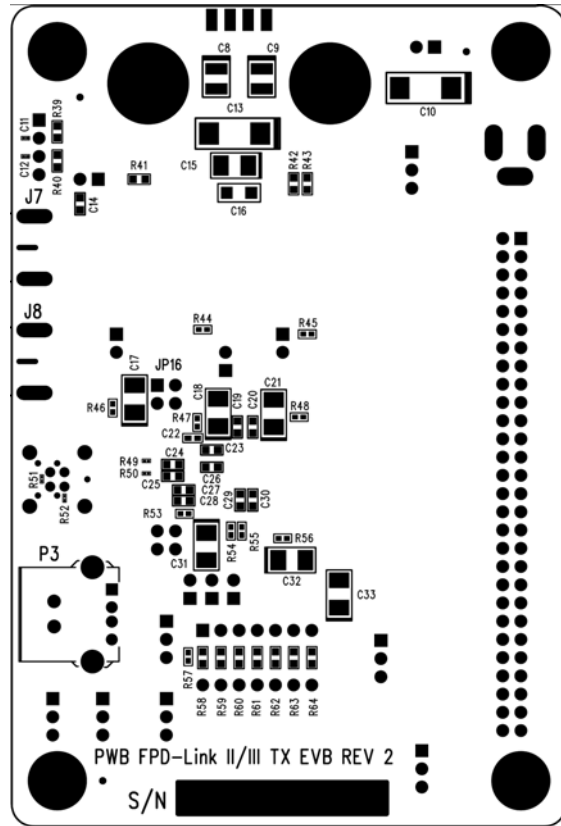 C8
C9
C10
C11
R39
C13
C12
R40
R41
C15
R42
R43
C14
C16
J7
J8
R44
R45
C17
JP16
C18
C21
R46
R47
C19
C20
R48
C22
C23
R49
C24
R50
C25
C26
R51
C27
C28
C29
C30
R52
R53
R54
R55
R56
P3
C31
C32
C33
R57
R58
R59
R60
R61
R62
R63
R64
PWB FPD-Link II/III TX EVB REV 2
S/N